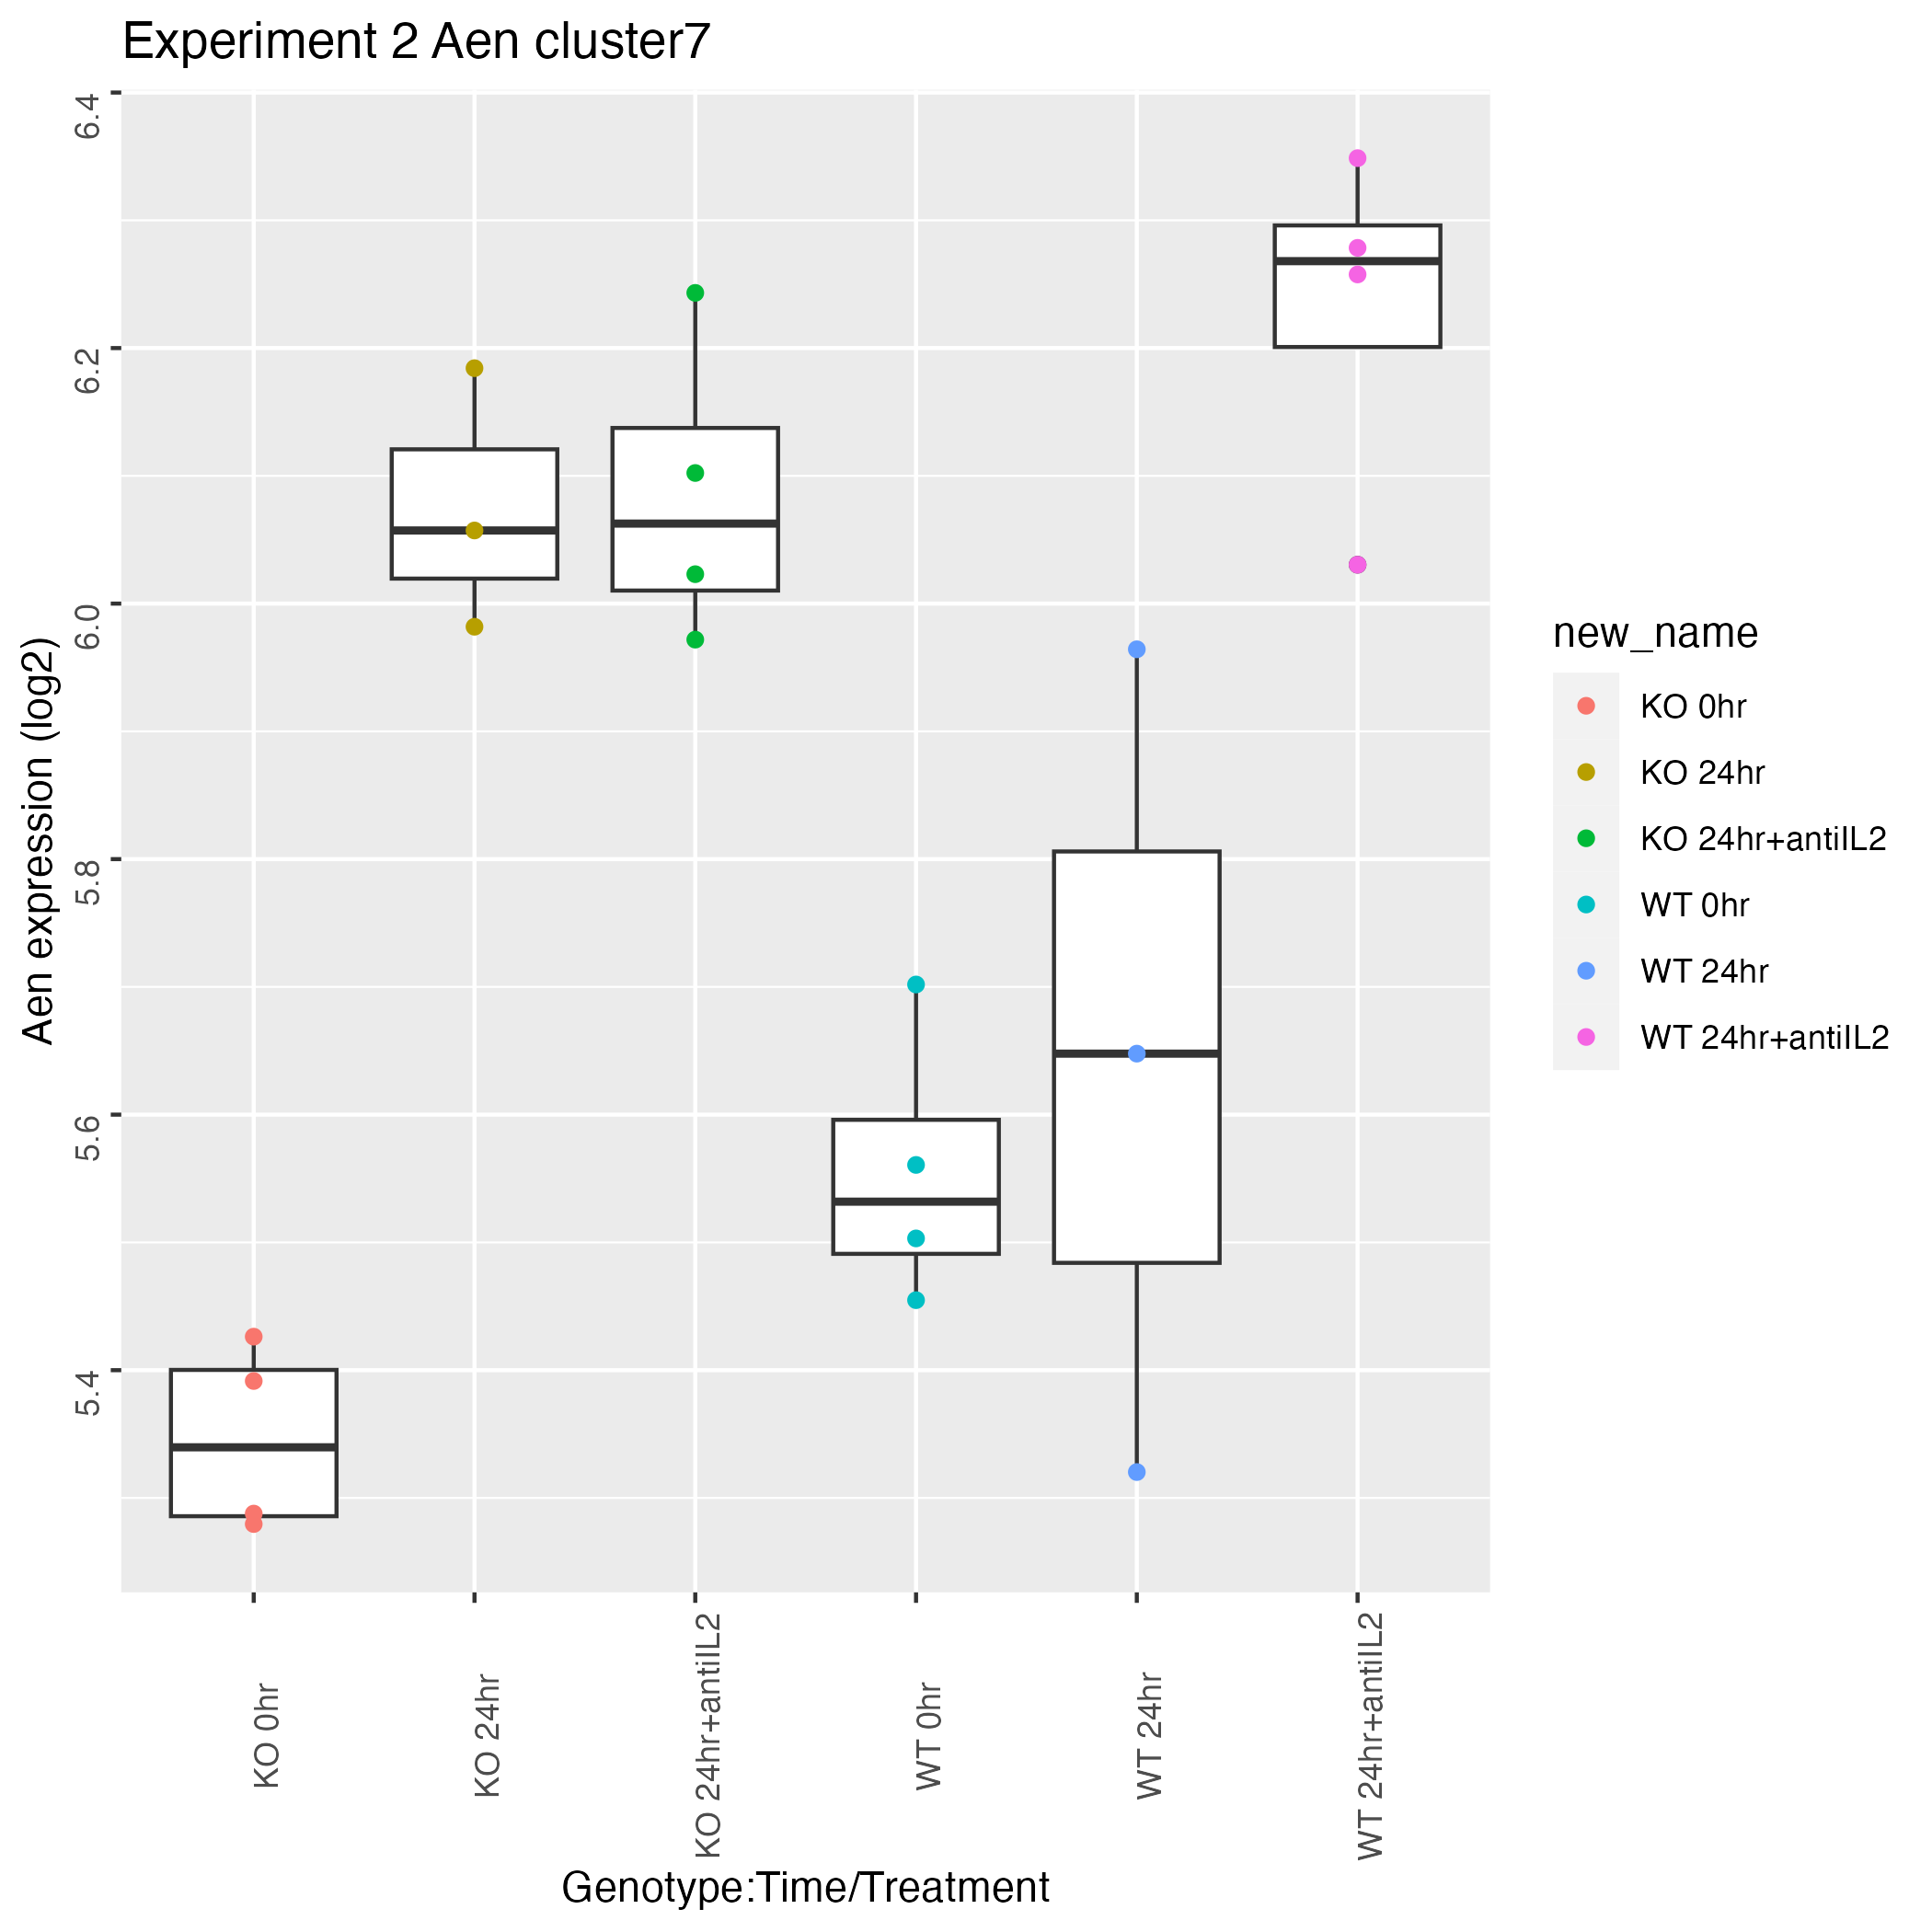 Experiment 2 Aen cluster7
6.4
6.2
6.0
5.8
5.6
5.4
Aen expression (log2)
KO 0hr
KO 24hr
KO 24hr+antiIL2
WT 0hr
WT 24hr
WT 24hr+antiIL2
Genotype:Time/Treatment
new_name
KO 0hr
KO 24hr
KO 24hr+antiIL2
WT 0hr
WT 24hr
WT 24hr+antiIL2